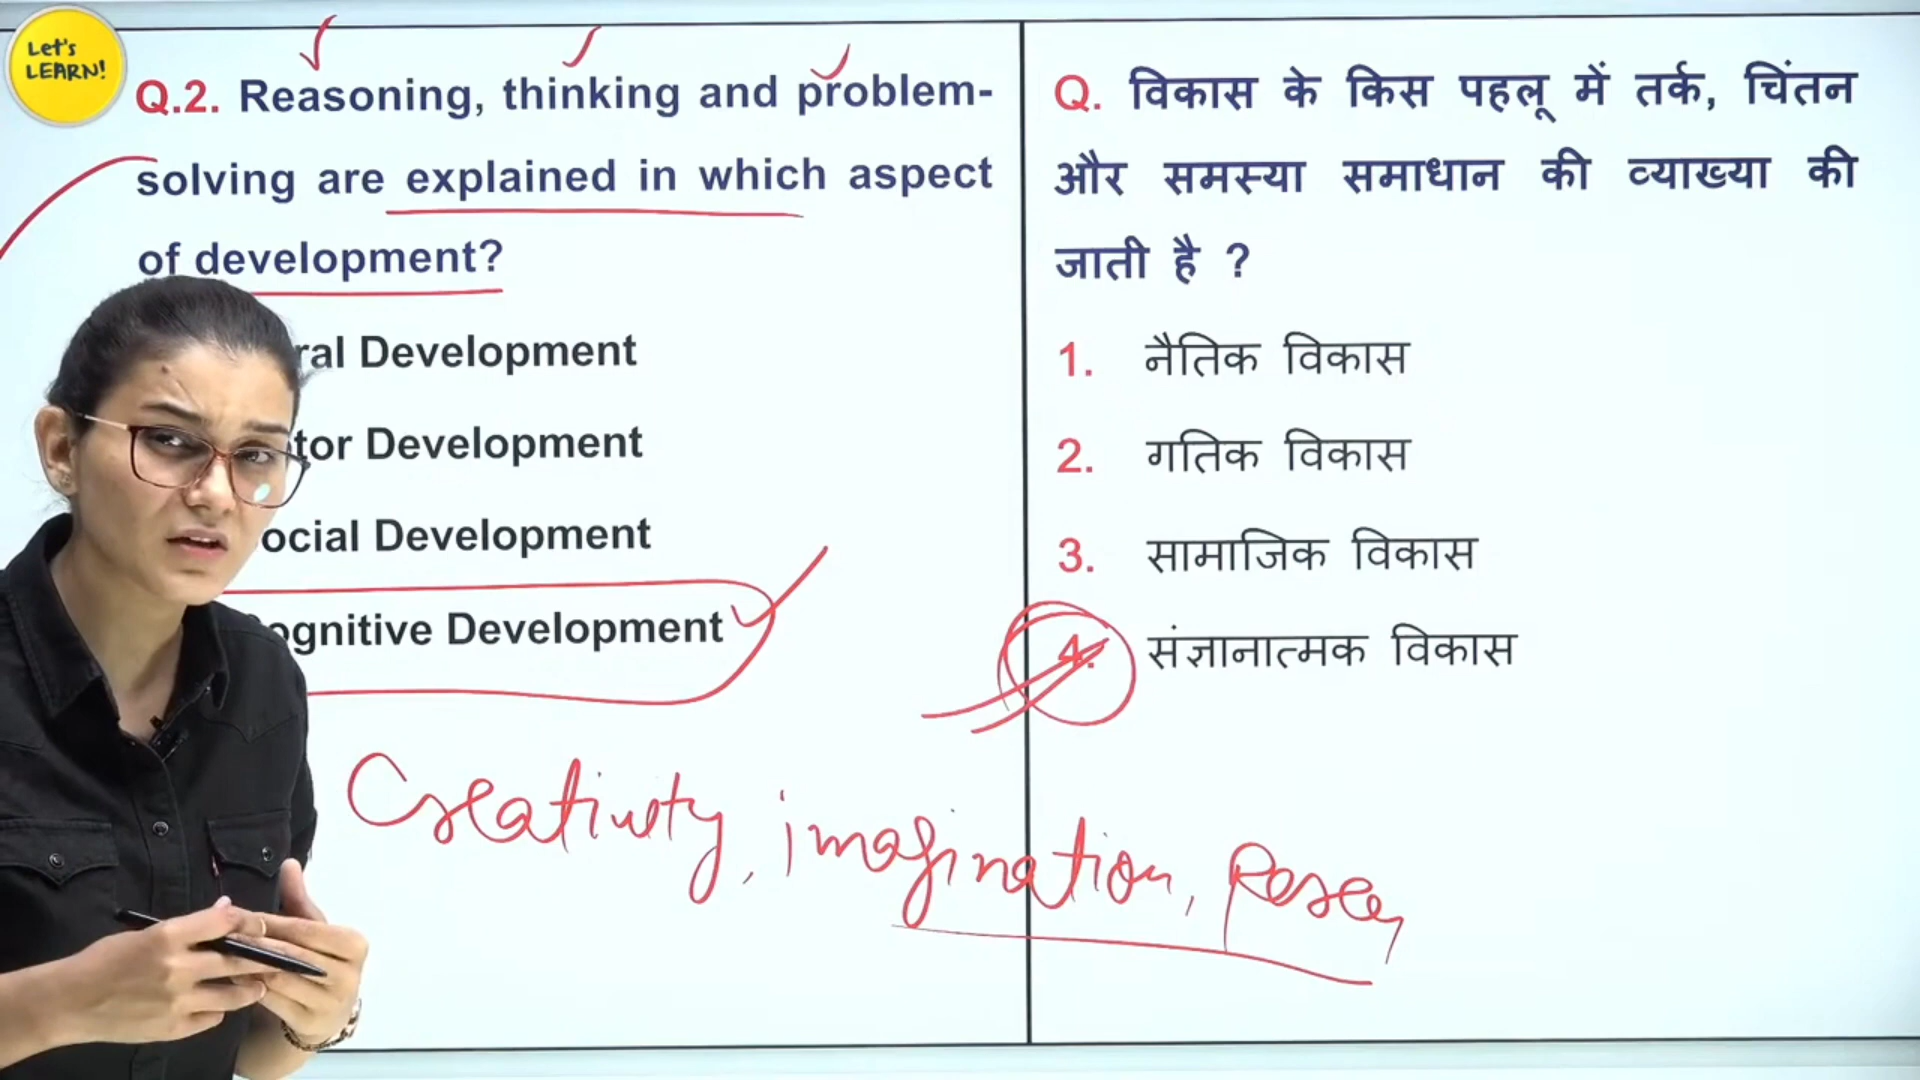 Let's
LEARN!
Q.2. Reasoning, thinking and problem-
solving are explained in which aspect
of development?
ral Development
tor Development
ocial Development
ognitive Development
Q. विकास के किस पहलू में तर्क, चिंतन
और समस्या समाधान की व्याख्या की
जाती है ?
1. नैतिक विकास
2. गतिक विकास
3. सामाजिक विकास
4. संज्ञानात्मक विकास
Creativity, imagination,